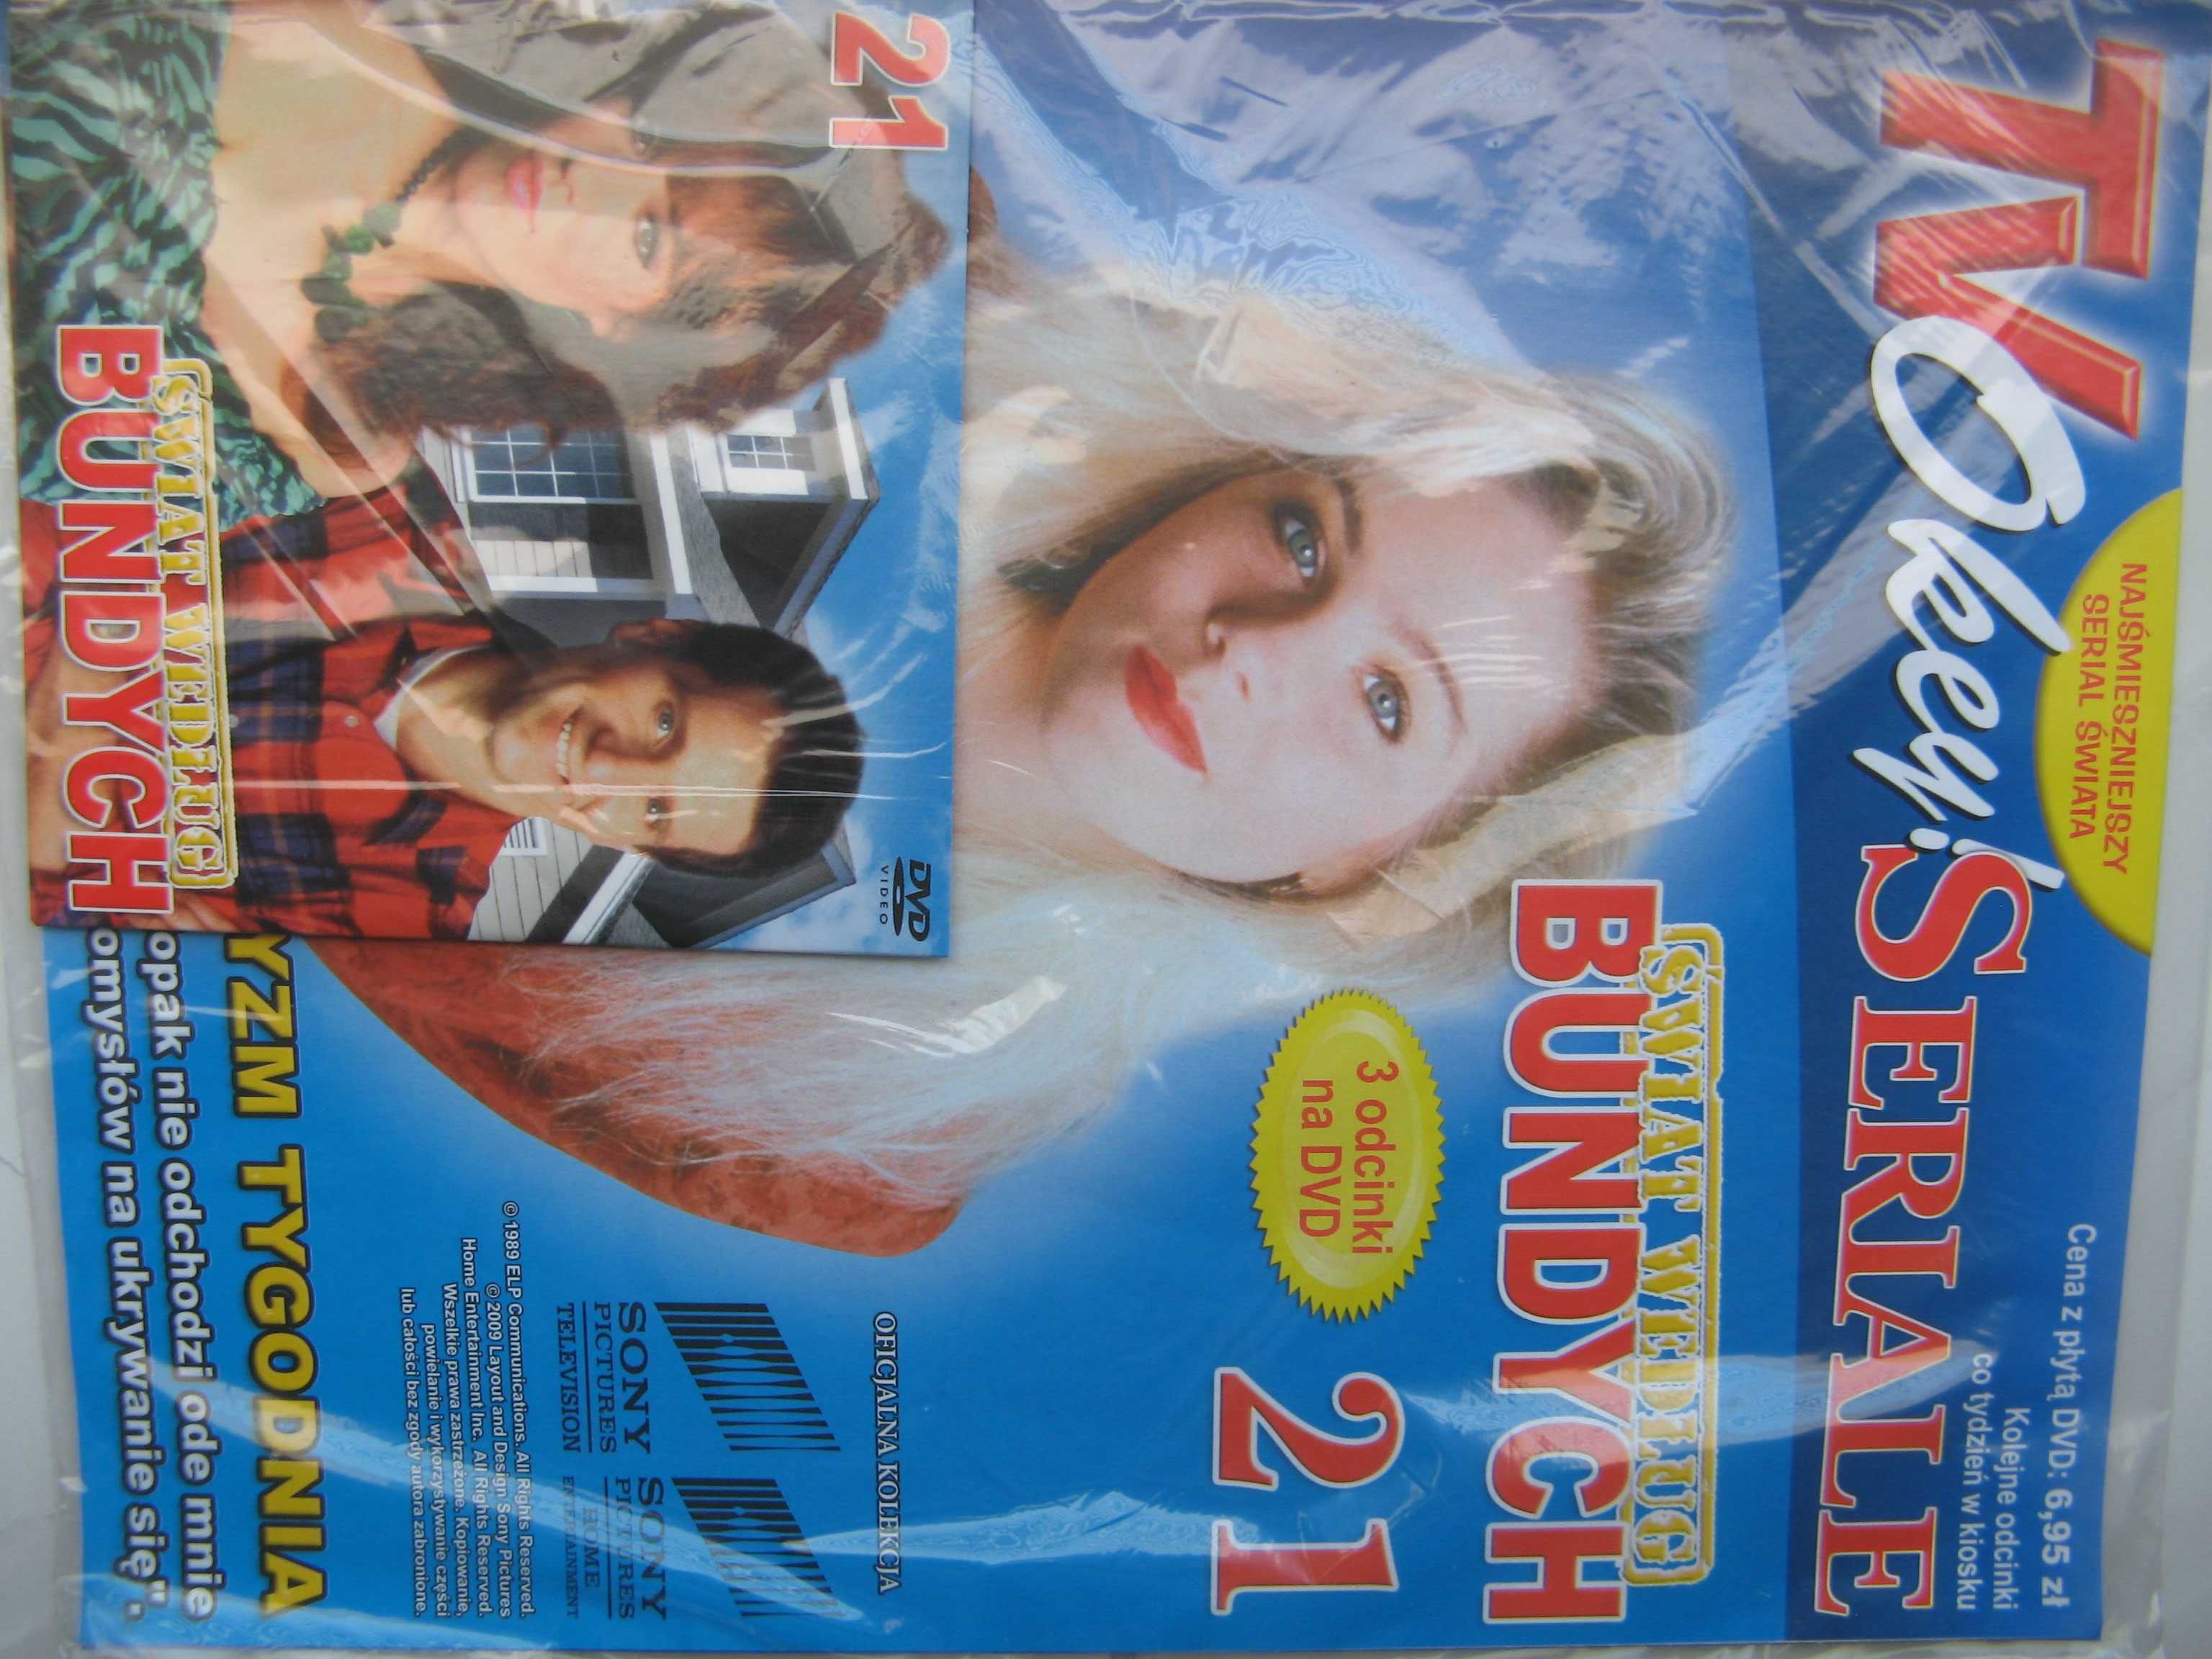 TV Okey! SERIALE
NAJŚMIESZNIEJSZY
SERIAL ŚWIATA
Cena z płytą DVD: 6,95 zł
Kolejne odcinki
co tydzień w kiosku
ŚWIAT WEDŁUG
BUNDYCH
3 odcinki
na DVD
21
OFICJALNA KOLEKCJA
SONY
PICTURES
TELEVISION
SONY
PICTURES
HOME
ENTERTAINMENT
© 1989 ELP Communications. All Rights Reserved.
© 2009 Layout and Design Sony Pictures
Home Entertainment Inc. All Rights Reserved.
Wszelkie prawa zastrzeżone. Kopiowanie,
powielanie i wykorzystywanie części
lub całości bez zgody autora zabronione.
21
DVD
VIDEO
ŚWIAT WEDŁUG
BUNDYCH
YZM TYGODNIA
opak nie odchodzi ode mnie
omysłów na ukrywanie się".